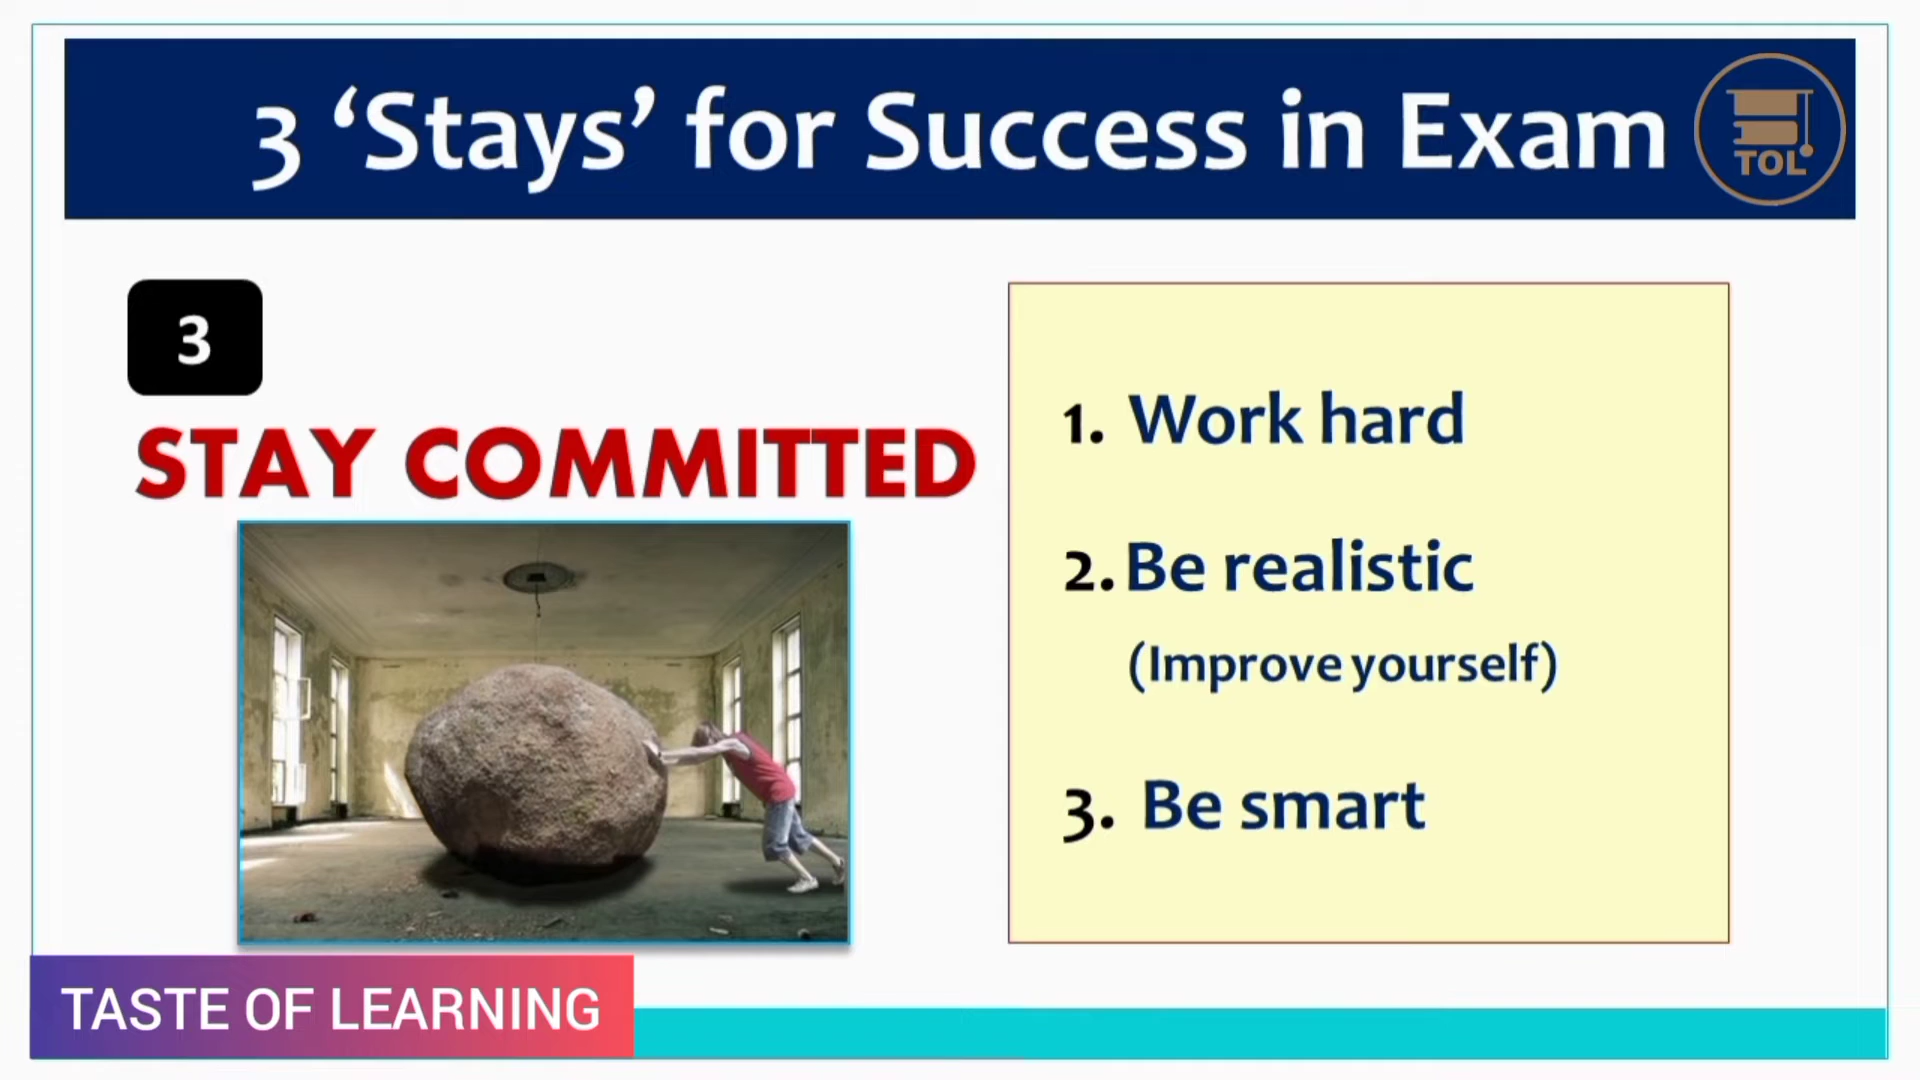 3 ‘Stays’ for Success in Exam
TOL
3
STAY COMMITTED
1. Work hard
2. Be realistic
(Improve yourself)
3. Be smart
TASTE OF LEARNING